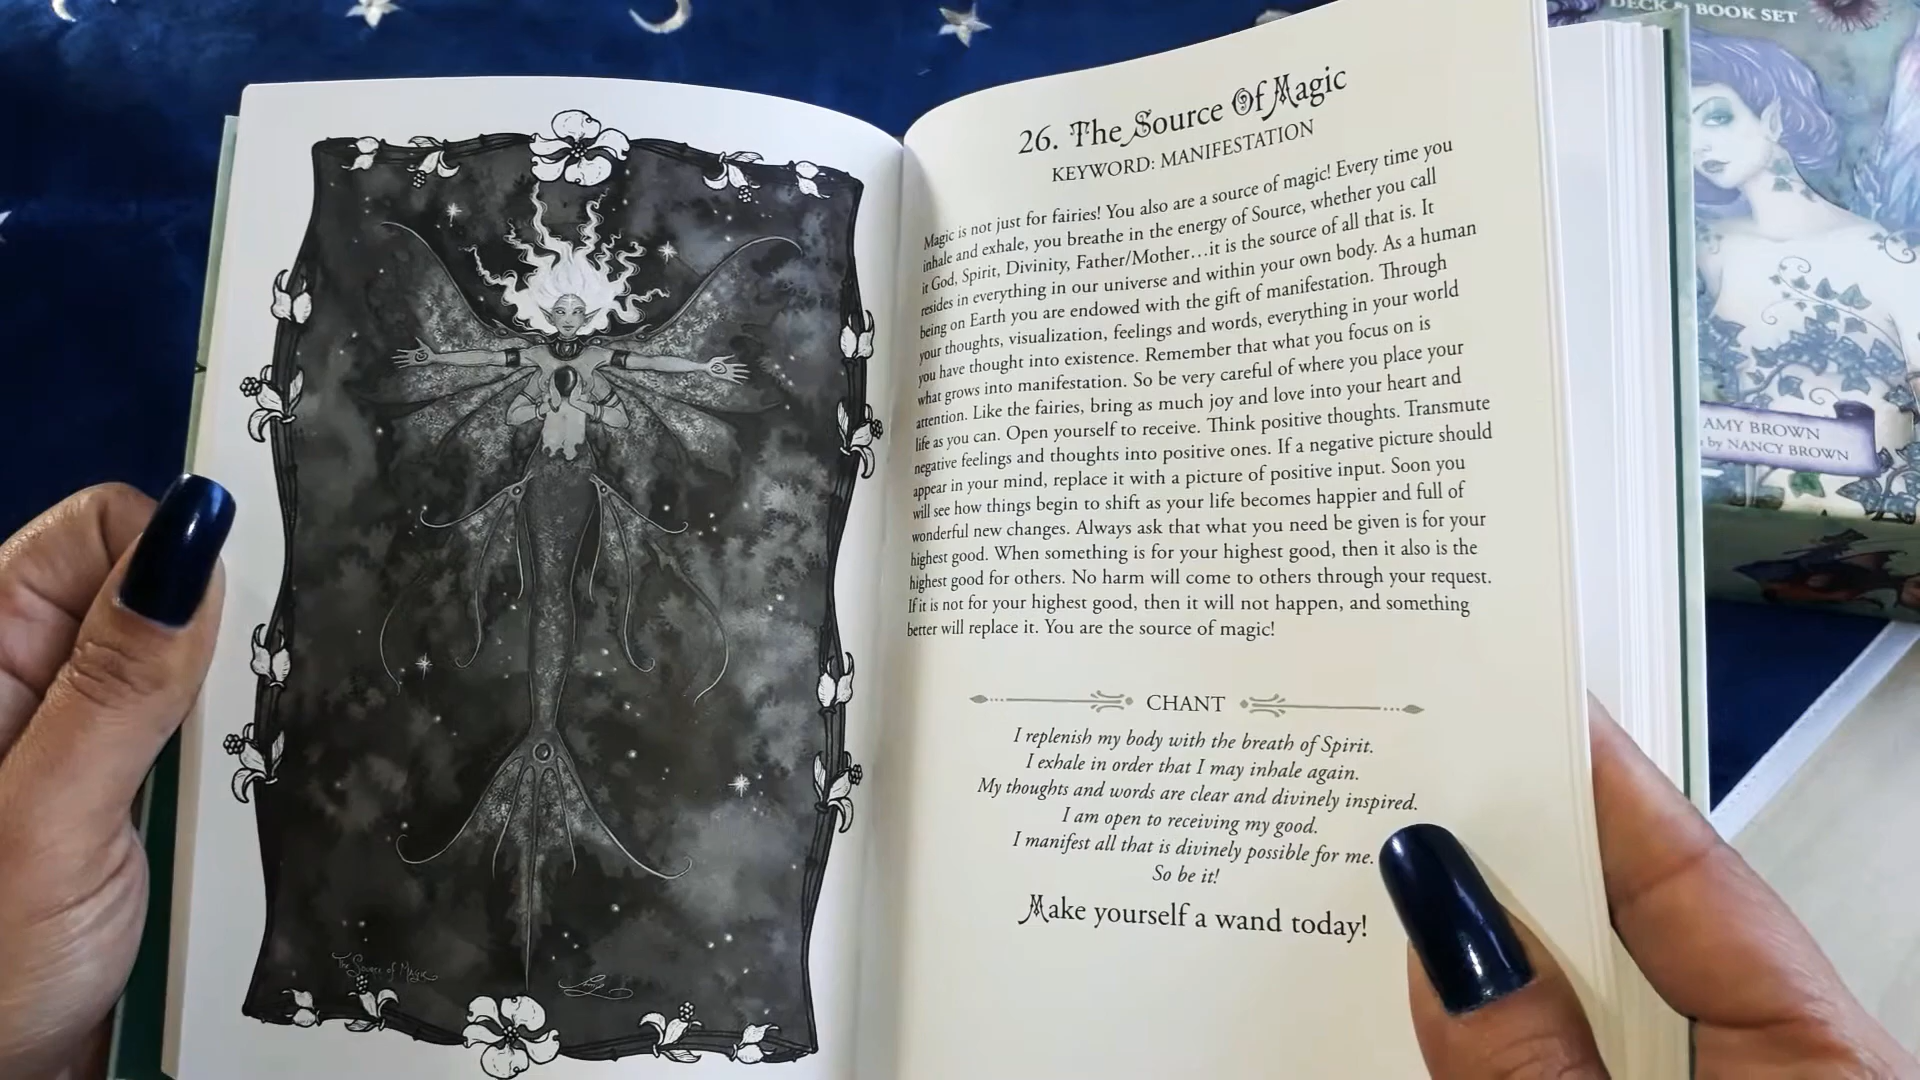 DECK & BOOK SET
26. The Source Of Magic
KEYWORD: MANIFESTATION
Magic is not just for fairies! You also are a source of magic! Every time you
inhale and exhale, you breathe in the energy of Source, whether you call
it God, Spirit, Divinity, Father/Mother…it is the source of all that is. It
resides in everything in our universe and within your own body. As a human
being on Earth you are endowed with the gift of manifestation. Through
your thoughts, visualization, feelings and words, everything in your world
you have thought into existence. Remember that what you focus on is
what grows into manifestation. So be very careful of where you place your
attention. Like the fairies, bring as much joy and love into your heart and
life as you can. Open yourself to receive. Think positive thoughts. Transmute
negative feelings and thoughts into positive ones. If a negative picture should
appear in your mind, replace it with a picture of positive input. Soon you
will see how things begin to shift as your life becomes happier and full of
wonderful new changes. Always ask that what you need be given is for your
highest good. When something is for your highest good, then it also is the
highest good for others. No harm will come to others through your request.
If it is not for your highest good, then it will not happen, and something
better will replace it. You are the source of magic!
CHANT
I replenish my body with the breath of Spirit.
I exhale in order that I may inhale again.
My thoughts and words are clear and divinely inspired.
I am open to receiving my good.
I manifest all that is divinely possible for me.
So be it!
Make yourself a wand today!
The Source of Magic
AMY BROWN
by NANCY BROWN